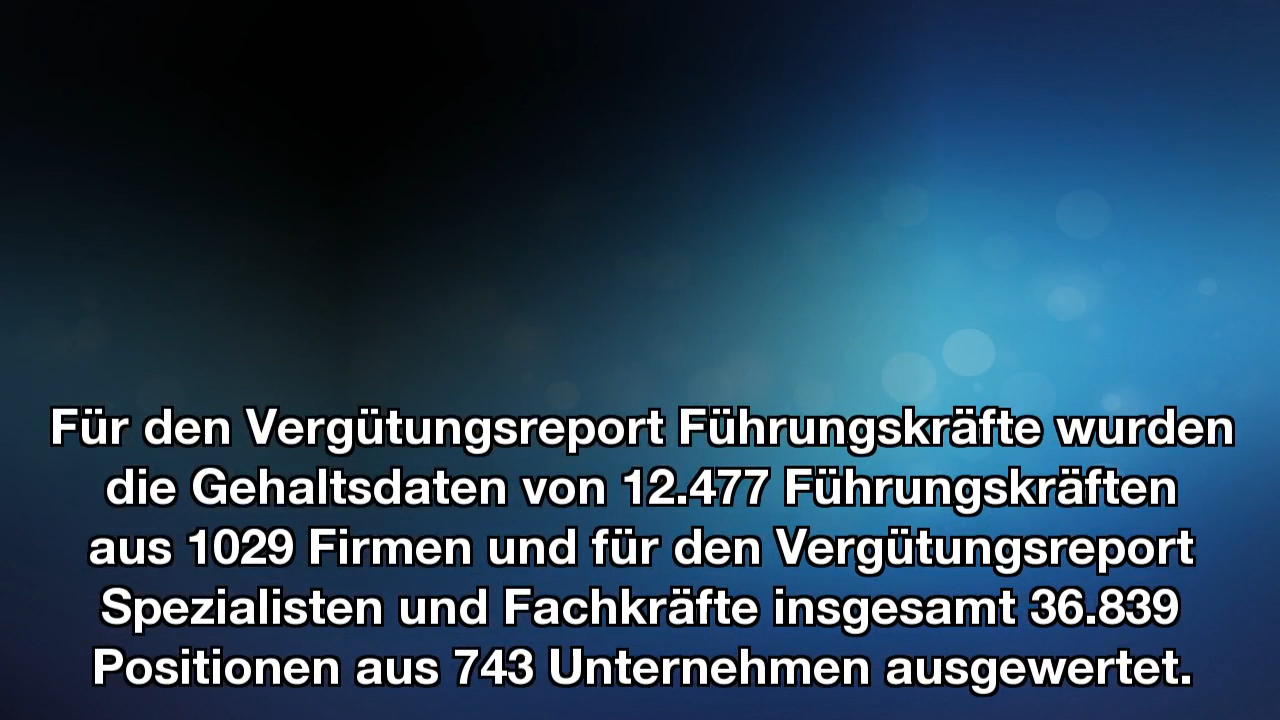 Für den Vergütungsreport Führungskräfte wurden
die Gehaltsdaten von 12.477 Führungskräften
aus 1029 Firmen und für den Vergütungsreport
Spezialisten und Fachkräfte insgesamt 36.839
Positionen aus 743 Unternehmen ausgewertet.